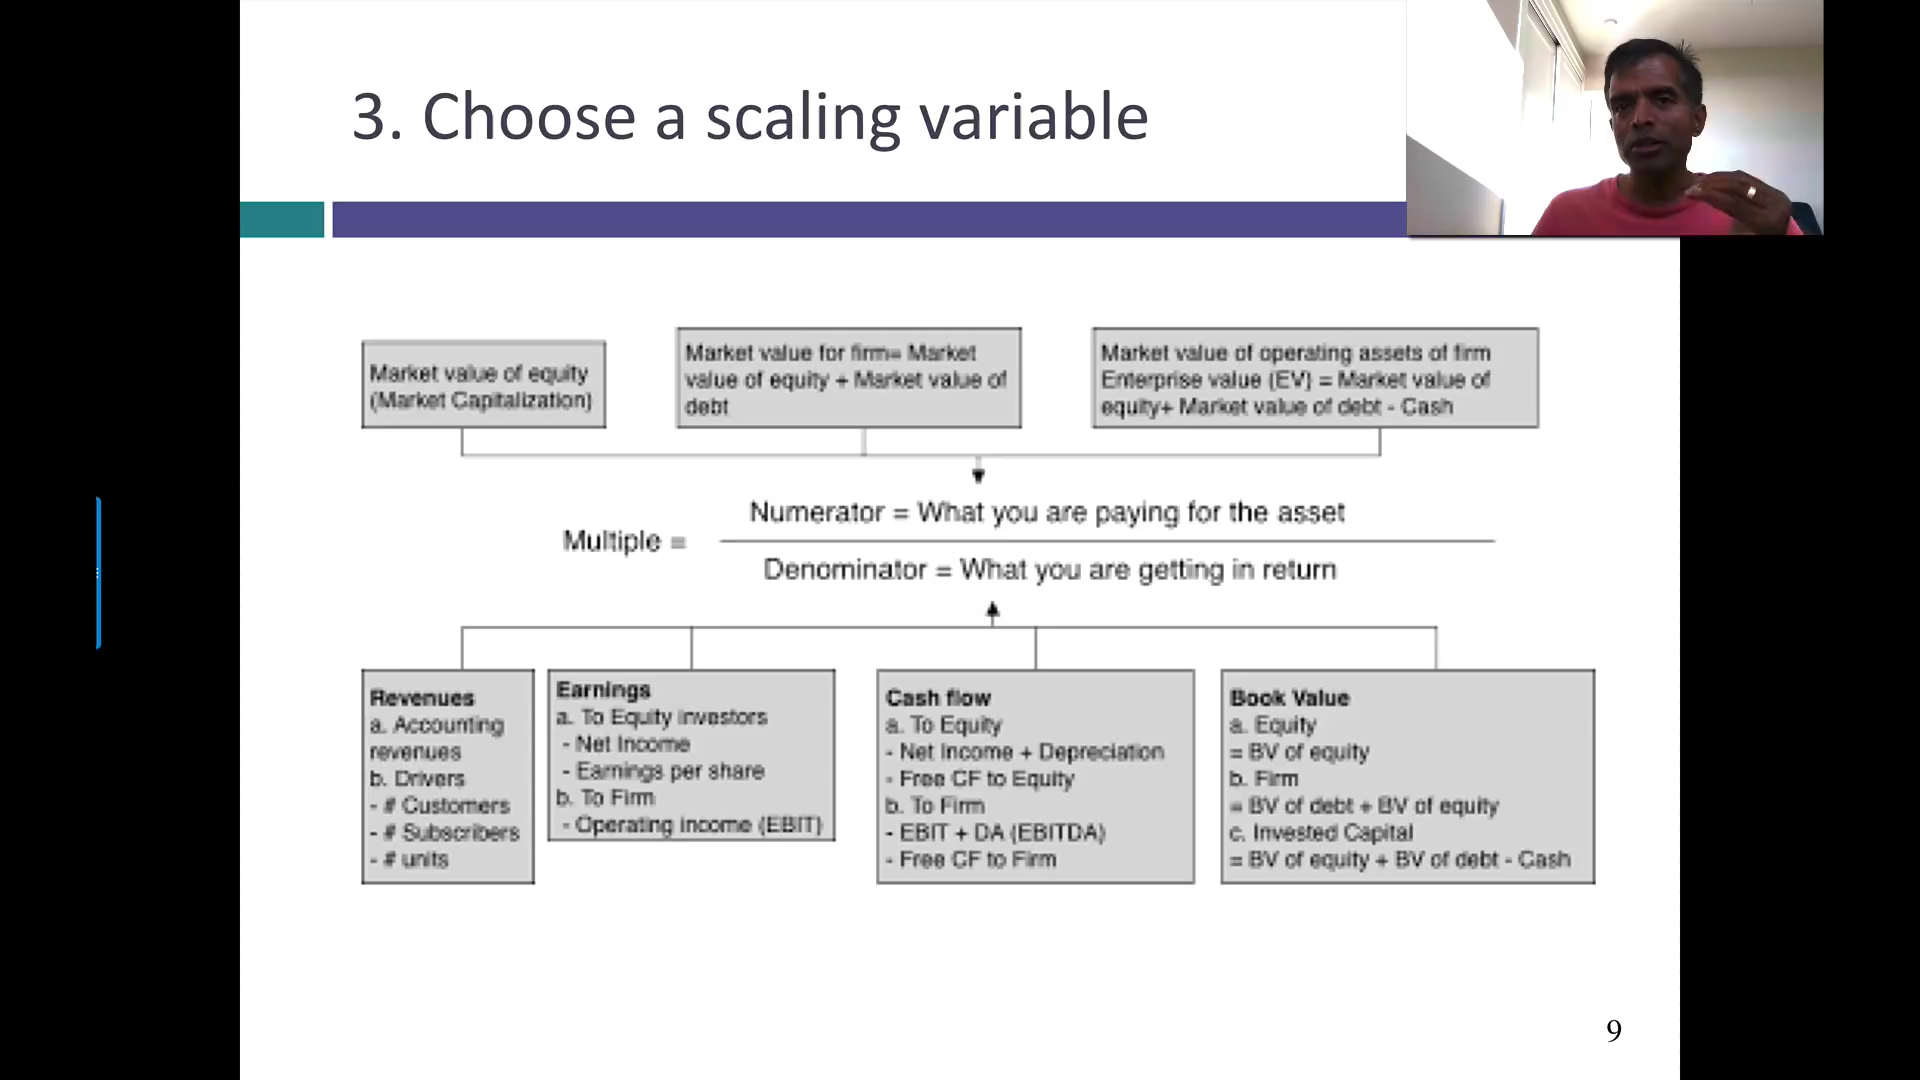 3. Choose a scaling variable
Market value of equity
(Market Capitalization)
Market value for firm= Market
value of equity + Market value of
debt
Market value of operating assets of firm
Enterprise value (EV) = Market value of
equity+ Market value of debt - Cash
Multiple =
Numerator = What you are paying for the asset
Denominator = What you are getting in return
Revenues
a. Accounting
revenues
b. Drivers
- # Customers
- # Subscribers
- # units
Earnings
a. To Equity investors
- Net Income
- Earnings per share
b. To Firm
- Operating income (EBIT)
Cash flow
a. To Equity
- Net Income + Depreciation
- Free CF to Equity
b. To Firm
- EBIT + DA (EBITDA)
- Free CF to Firm
Book Value
a. Equity
= BV of equity
b. Firm
= BV of debt + BV of equity
c. Invested Capital
= BV of equity + BV of debt - Cash
9